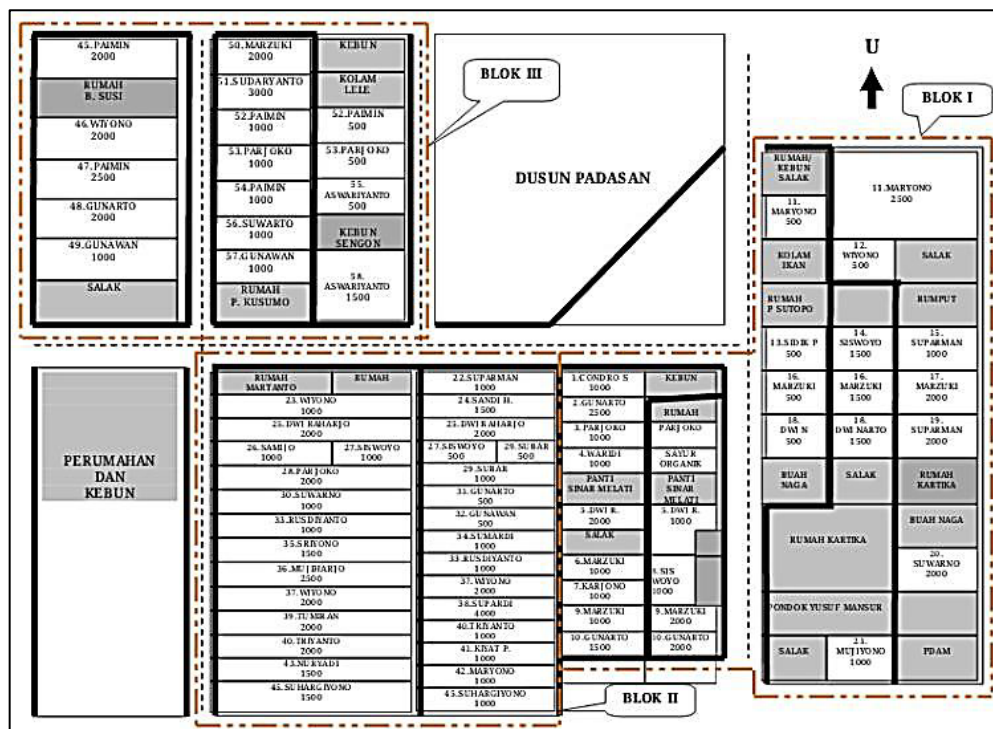 45.PAIMIN
2000
RUMAH
B. SUSI
46.WIYONO
2000
47.PAIMIN
2500
48.GUNARTO
2000
49.GUNAWAN
1000
SALAK
50.MARZUKI
2000
51.SUDARYANTO
3000
52.PAIMIN
1000
53.PARJOKO
1000
54.PAIMIN
1000
56.SUWARTO
1000
57.GUNAWAN
1000
RUMAH
P. KUSUMO
KEBUN
KOLAM
LELE
52.PAIMIN
500
53.PARJOKO
500
55.
ASWARIYANTO
500
KEBUN
SENGON
58.
ASWARIYANTO
1500
BLOK III
DUSUN PADASAN
U
BLOK I
RUMAH/
KEBUN
SALAK
11.
MARYONO
500
KOLAM
IKAN
RUMAH
P SUTOPO
13.SIDIK P
500
16.
MARZUKI
500
18.
DWI N
500
BUAH
NAGA
11.MARYONO
2500
12.
WIYONO
500
SALAK
RUMPUT
14.
SISWOYO
1500
15.
SUPARMAN
1000
16.
MARZUKI
1500
17.
MARZUKI
2000
18.
DWI NARTO
1500
19.
SUPARMAN
2000
SALAK
RUMAH
KARTIKA
RUMAH KARTIKA
BUAH NAGA
20.
SUWARNO
2000
PONDOK YUSUF MANSUR
SALAK
21.
MUJIYONO
1000
PDAM
PERUMAHAN
DAN
KEBUN
RUMAH
MARTANTO
RUMAH
23.WIYONO
1000
25.DWI RAHARJO
2000
26.SAMIJO
1000
27.SISWOYO
1000
28.PARJOKO
2000
30.SUWARNO
1000
33.RUSDIYANTO
1000
35.SRIYONO
1500
36.MUJIHARJO
2500
37.WIYONO
2000
39.TUMIRAN
2000
40.TRIYANTO
2000
43.NURYADI
1500
45.SUHARGIYONO
1500
22.SUPARMAN
1000
24.SANDI H.
1500
25.DWI RAHARJO
2000
27.SISWOYO
500
29.SUBAR
500
29.SUBAR
1000
31.GUNARTO
500
32.GUNAWAN
500
34.SUMARDI
1000
33.RUSDIYANTO
1000
37.WIYONO
2000
38.SUPARDI
4000
40.TRIYANTO
1000
41.KIYAT P.
1000
42.MARYONO
1000
45.SUHARGIYONO
1000
1.CONDRO S
1000
2.GUNARTO
2500
3.PARJOKO
1000
4.WARIDI
1000
PANTI
SINAR MELATI
5.DWI R.
2000
SALAK
6.MARZUKI
1000
7.KARJONO
1000
9.MARZUKI
1000
10.GUNARTO
1500
KEBUN
RUMAH
PARJOKO
SAYUR
ORGANIK
PANTI
SINAR
MELATI
5.DWI R.
1000
SIS
WOYO
1000
9.MARZUKI
2000
10.GUNARTO
2000
BLOK II